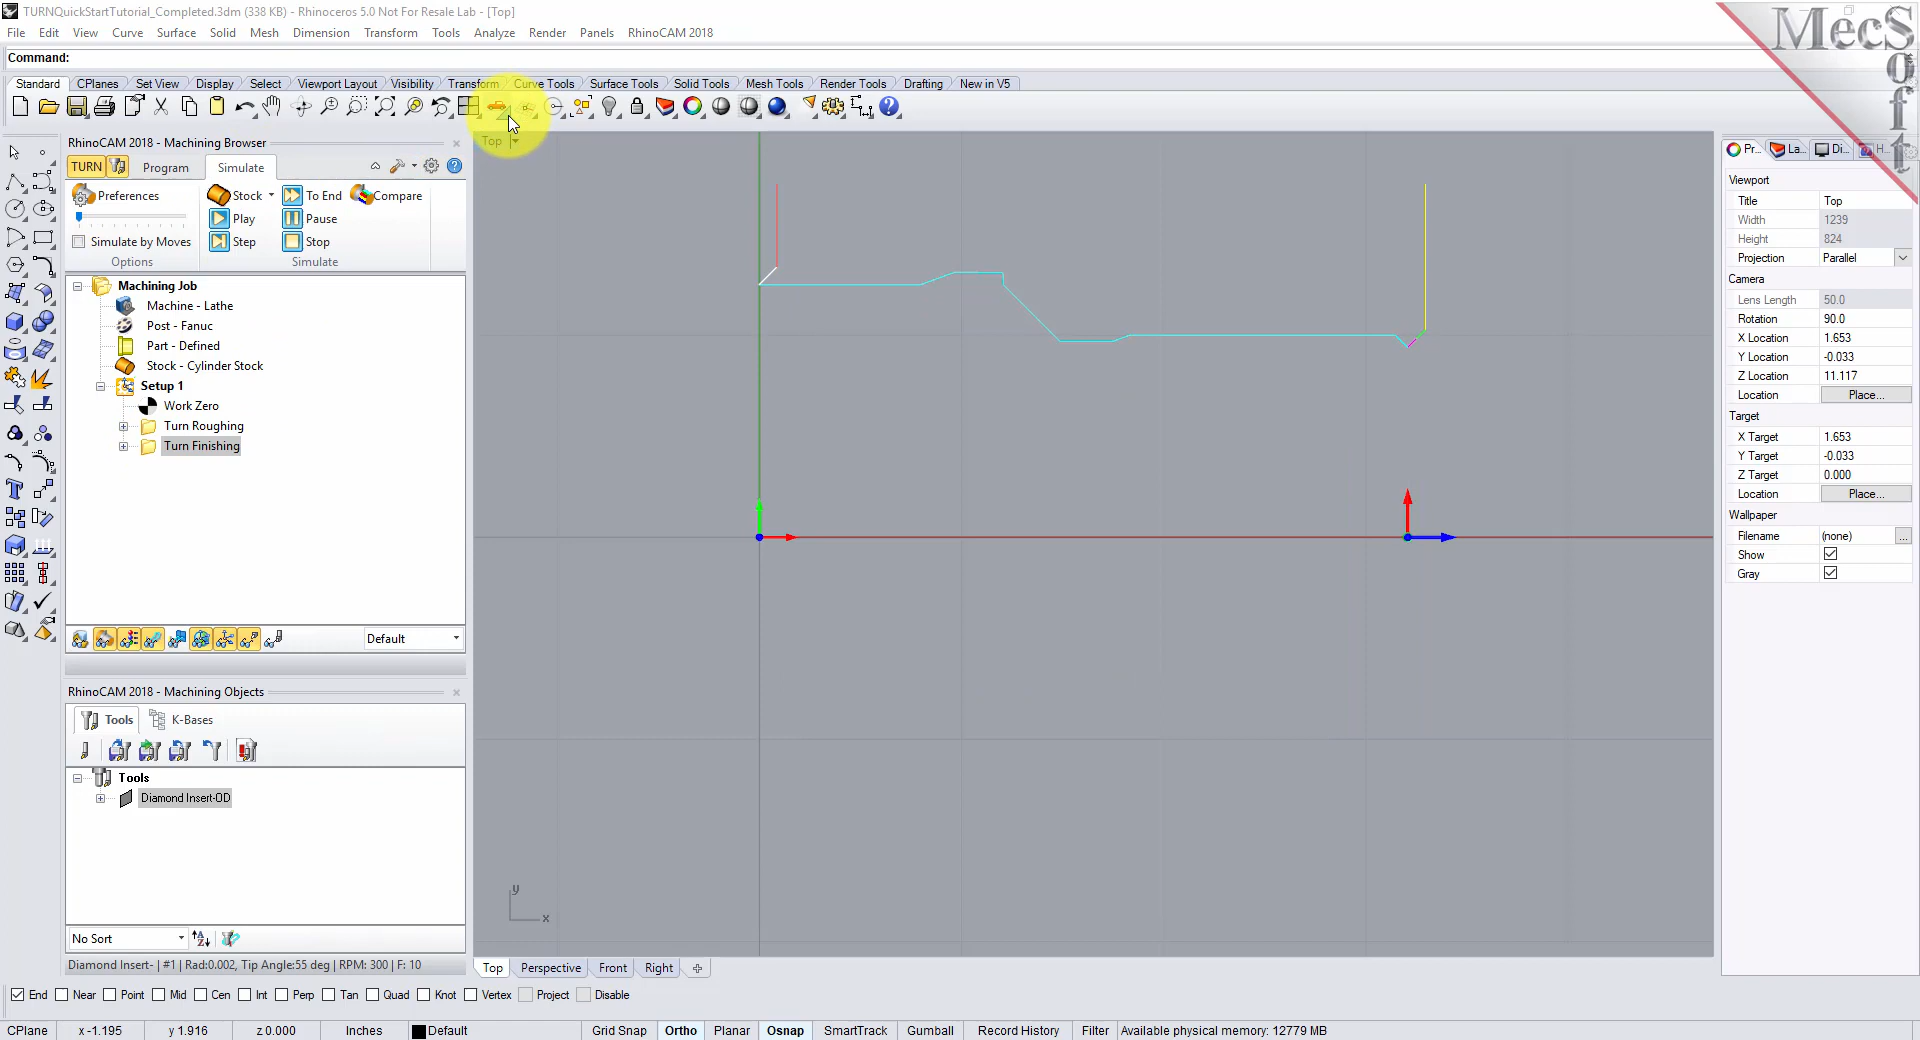 TURNQuickStartTutorial_Completed.3dm (338 KB) - Rhinoceros 5.0 Not For Resale Lab - [Top]
File Edit View Curve Surface Solid Mesh Dimension Transform Tools Analyze Render Panels RhinoCAM 2018
MecSoft
Command:
Standard CPlanes Set View Display Select Viewport Layout Visibility Transform Curve Tools Surface Tools Solid Tools Mesh Tools Render Tools Drafting New in V5
RhinoCAM 2018 - Machining Browser
TURN Program Simulate
Preferences Stock To End Compare
Play Pause
Simulate by Moves Step Stop
Options Simulate
Machining Job
Machine - Lathe
Post - Fanuc
Part - Defined
Stock - Cylinder Stock
Setup 1
Work Zero
Turn Roughing
Turn Finishing
Default
RhinoCAM 2018 - Machining Objects
Tools K-Bases
Tools
Diamond Insert-OD
No Sort
Diamond Insert- | #1 | Rad:0.002, Tip Angle:55 deg | RPM: 300 | F: 10
Top
y
x
Top Perspective Front Right
Pr... La... Di... H...
Viewport
Title Top
Width 1239
Height 824
Projection Parallel
Camera
Lens Length 50.0
Rotation 90.0
X Location 1.653
Y Location -0.033
Z Location 11.117
Location Place...
Target
X Target 1.653
Y Target -0.033
Z Target 0.000
Location Place...
Wallpaper
Filename (none) ...
Show
Gray
End Near Point Mid Cen Int Perp Tan Quad Knot Vertex Project Disable
CPlane x -1.195 y 1.916 z 0.000 Inches Default Grid Snap Ortho Planar Osnap SmartTrack Gumball Record History Filter Available physical memory: 12779 MB